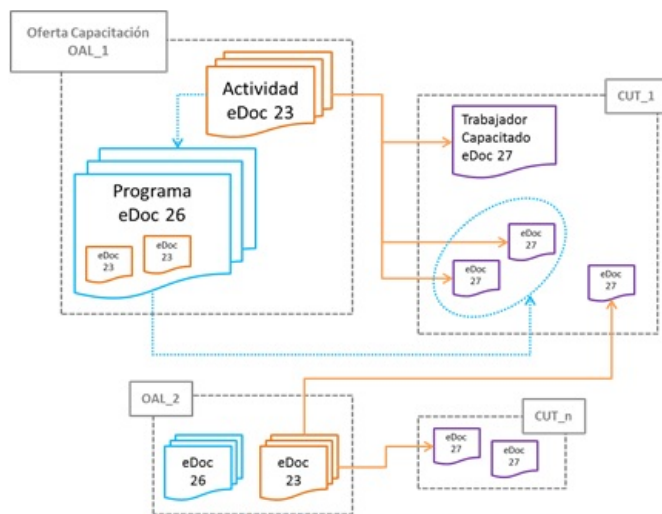 Oferta Capacitación
OAL_1
Actividad
eDoc 23
CUT_1
Trabajador
Capacitado
eDoc 27
Programa
eDoc 26
eDoc
23
eDoc
23
eDoc
27
eDoc
27
eDoc
27
OAL_2
CUT_n
eDoc
26
eDoc
23
eDoc
27
eDoc
27